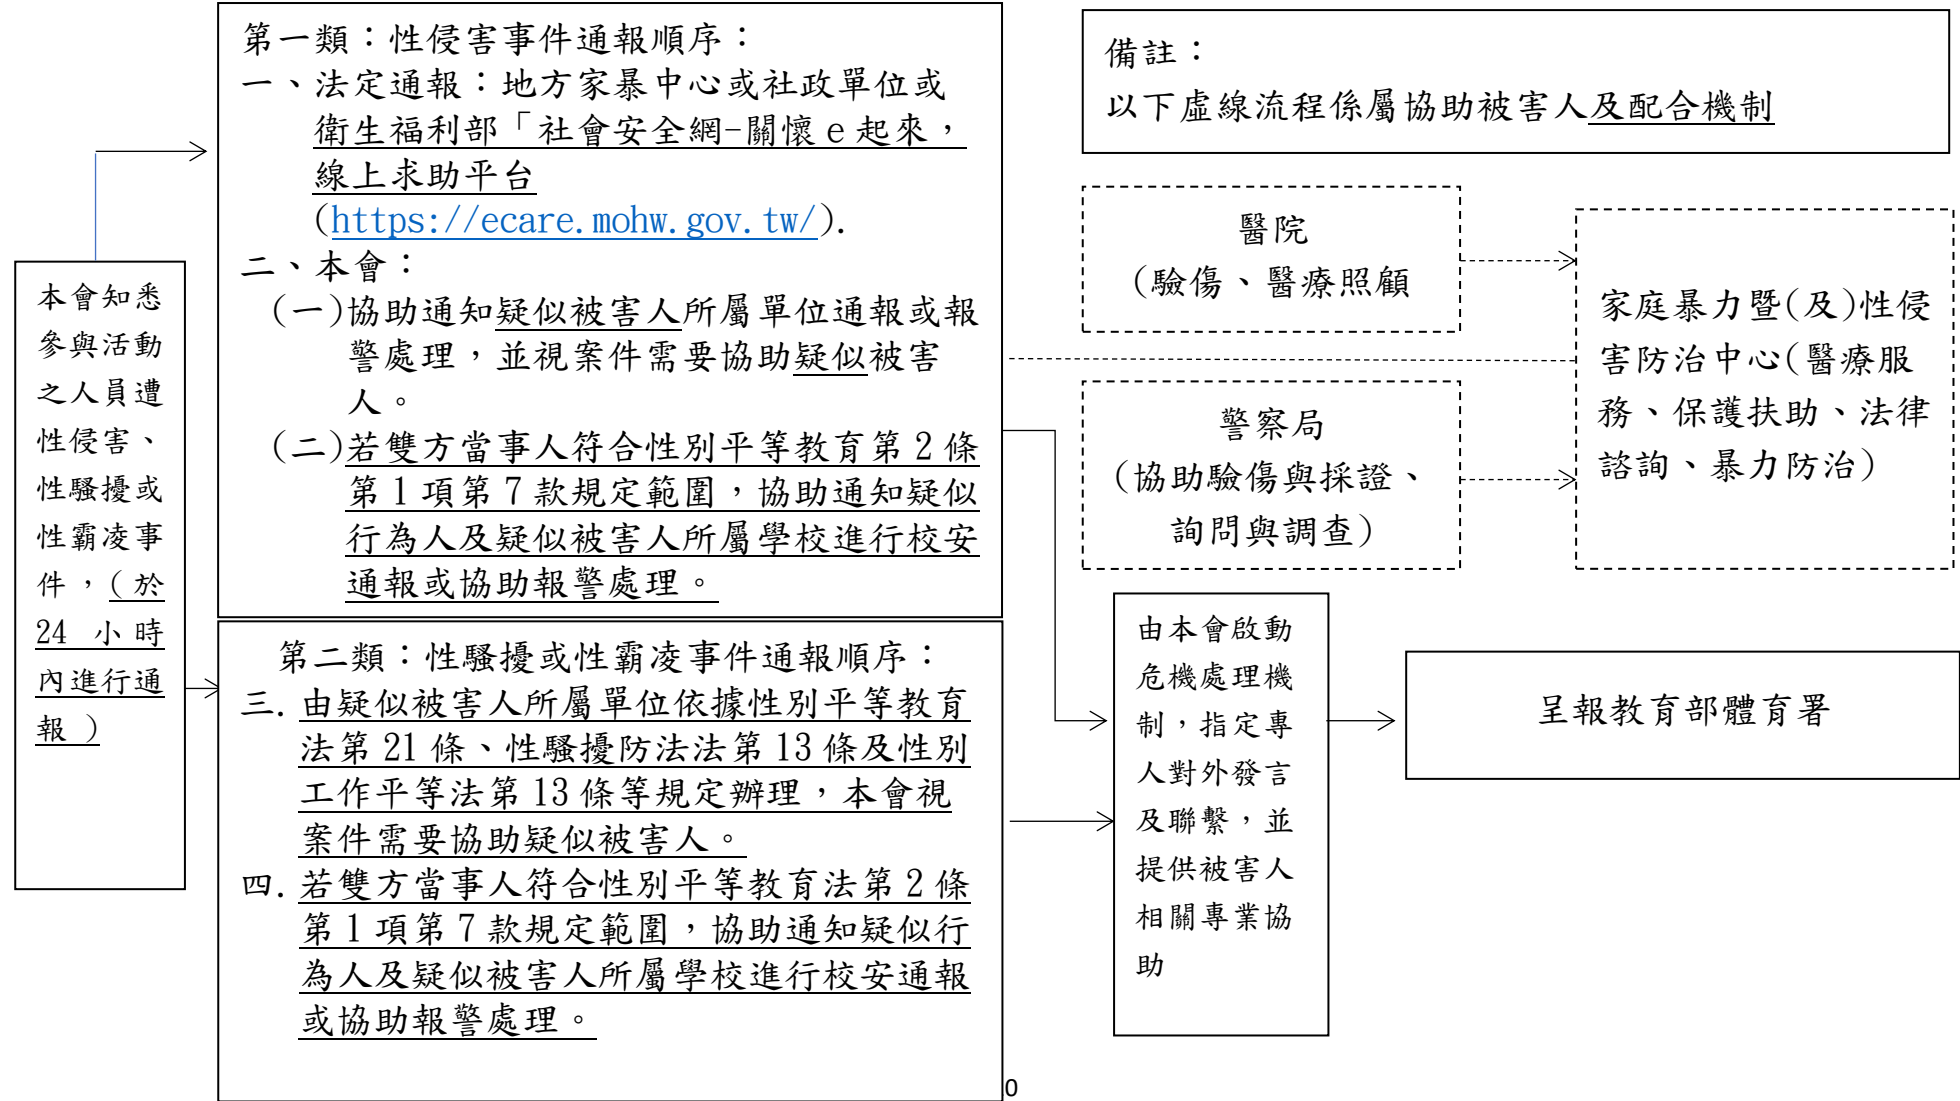 本會知悉
參與活動
之人員遭
性侵害、
性騷擾或
性霸凌事
件，(於
24 小時
內進行通
報 )
第一類：性侵害事件通報順序：
一、法定通報：地方家暴中心或社政單位或
衛生福利部「社會安全網-關懷 e 起來，
線上求助平台
(https://ecare.mohw.gov.tw/).
二、本會：
(一)協助通知疑似被害人所屬單位通報或報
警處理，並視案件需要協助疑似被害
人。
(二)若雙方當事人符合性別平等教育第 2 條
第 1 項第 7 款規定範圍，協助通知疑似
行為人及疑似被害人所屬學校進行校安
通報或協助報警處理。
第二類：性騷擾或性霸凌事件通報順序：
三. 由疑似被害人所屬單位依據性別平等教育
法第 21 條、性騷擾防法法第 13 條及性別
工作平等法第 13 條等規定辦理，本會視
案件需要協助疑似被害人。
四. 若雙方當事人符合性別平等教育法第 2 條
第 1 項第 7 款規定範圍，協助通知疑似行
為人及疑似被害人所屬學校進行校安通報
或協助報警處理。
備註：
以下虛線流程係屬協助被害人及配合機制
醫院
(驗傷、醫療照顧
警察局
(協助驗傷與採證、
詢問與調查)
家庭暴力暨(及)性侵
害防治中心(醫療服
務、保護扶助、法律
諮詢、暴力防治)
由本會啟動
危機處理機
制，指定專
人對外發言
及聯繫，並
提供被害人
相關專業協
助
呈報教育部體育署
0